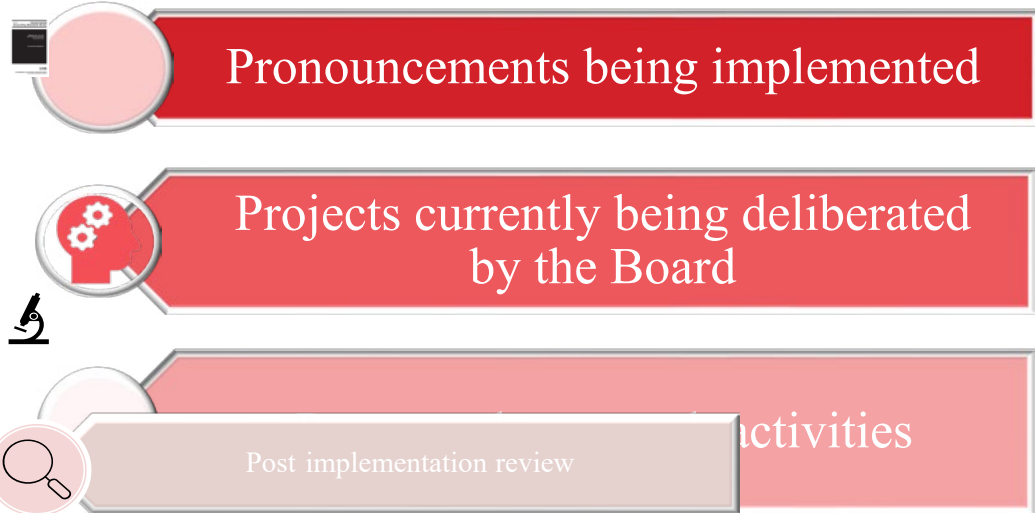 Pronouncements being implemented
Projects currently being deliberated
by the Board
activities
Post implementation review